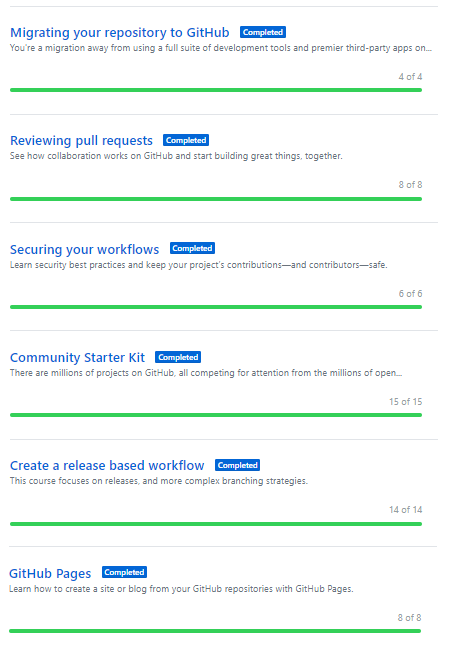 Migrating your repository to GitHub Completed
You're a migration away from using a full suite of development tools and premier third-party apps on...
4 of 4
Reviewing pull requests Completed
See how collaboration works on GitHub and start building great things, together.
8 of 8
Securing your workflows Completed
Learn security best practices and keep your project's contributions—and contributors—safe.
6 of 6
Community Starter Kit Completed
There are millions of projects on GitHub, all competing for attention from the millions of open...
15 of 15
Create a release based workflow Completed
This course focuses on releases, and more complex branching strategies.
14 of 14
GitHub Pages Completed
Learn how to create a site or blog from your GitHub repositories with GitHub Pages.
8 of 8